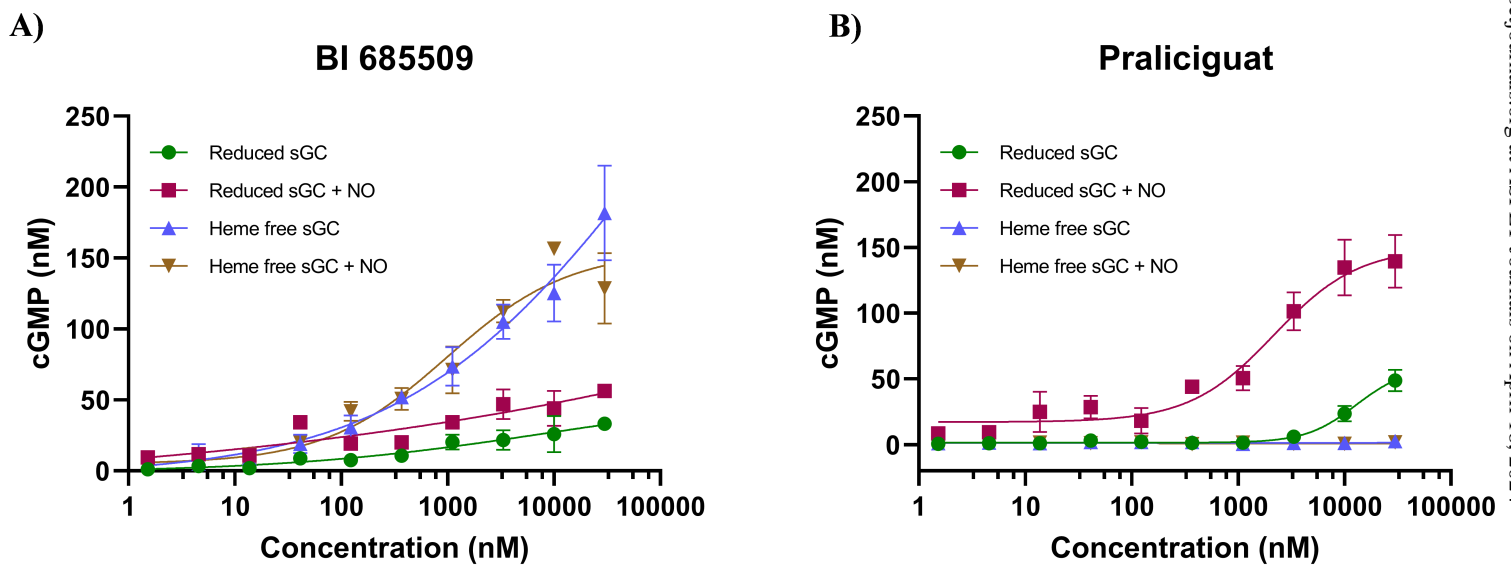 A)
BI 685509
250
200
150
100
50
0
cGMP (nM)
Reduced sGC
Reduced sGC + NO
Heme free sGC
Heme free sGC + NO
1
10
100
1000
10000
100000
Concentration (nM)
B)
Praliciguat
250
200
150
100
50
0
cGMP (nM)
Reduced sGC
Reduced sGC + NO
Heme free sGC
Heme free sGC + NO
1
10
100
1000
10000
100000
Concentration (nM)